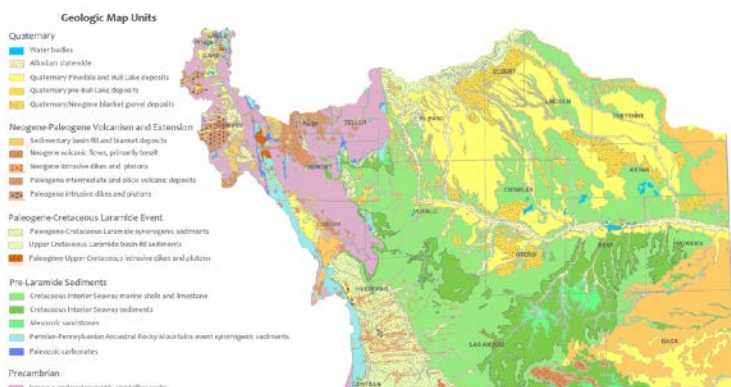 Geologic Map Units
Quaternary
Water bodies
Alluvium statewide
Quaternary Pinedale and Bull Lake deposits
Quaternary pre Bull Lake deposits
Quaternary/Neogene blanket gravel deposits
Neogene-Paleogene Volcanism and Extension
Sedimentary basin fill and blanket deposits
Neogene volcanic flows, primarily basalt
Neogene intrusive dikes and plutons
Paleogene intermediate and silicic volcanic deposits
Paleogene intrusive dikes and plutons
Paleogene-Cretaceous Laramide Event
Paleogene-Cretaceous Laramide synorogenic sediments
Upper Cretaceous Laramide basin-fill sediments
Paleogene-Upper Cretaceous intrusive dikes and plutons
Pre-Laramide Sediments
Cretaceous Interior Seaway marine shale and limestone
Cretaceous Interior Seaway sediments
Mesozoic sandstones
Permian-Pennsylvanian Ancestral Rocky Mountains event synorogenic sediments
Paleozoic carbonates
Precambrian
ELBERT
LINCOLN
CHEYENNE
PARK
TELLER
EL PASO
FREMONT
KIOWA
CROWLEY
PUEBLO
CUSTER
OTERO
BENT
PROWERS
HUERFANO
LAS ANIMAS
BACA
COSTILLA